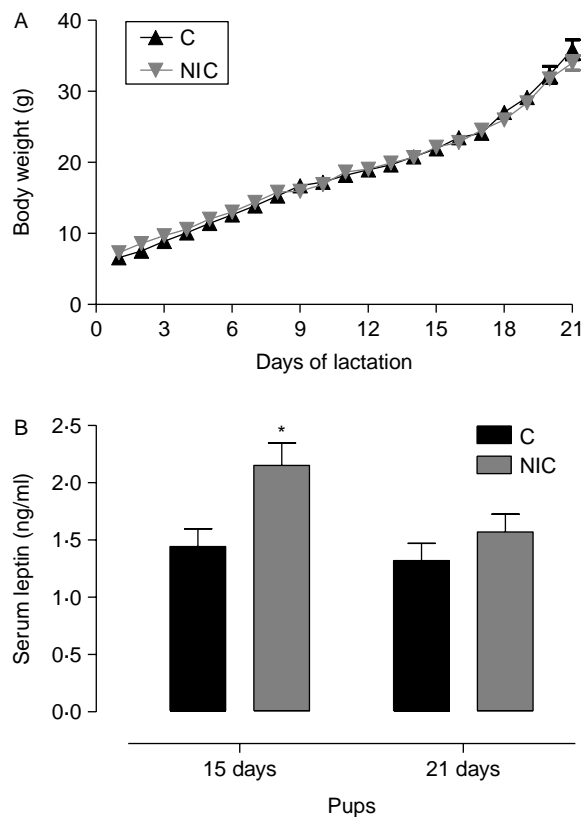 A
C
NIC
Body weight (g)
40
30
20
10
0
0 3 6 9 12 15 18 21
Days of lactation
B
C
NIC
*
Serum leptin (ng/ml)
2·5
2·0
1·5
1·0
0·5
0·0
15 days 21 days
Pups